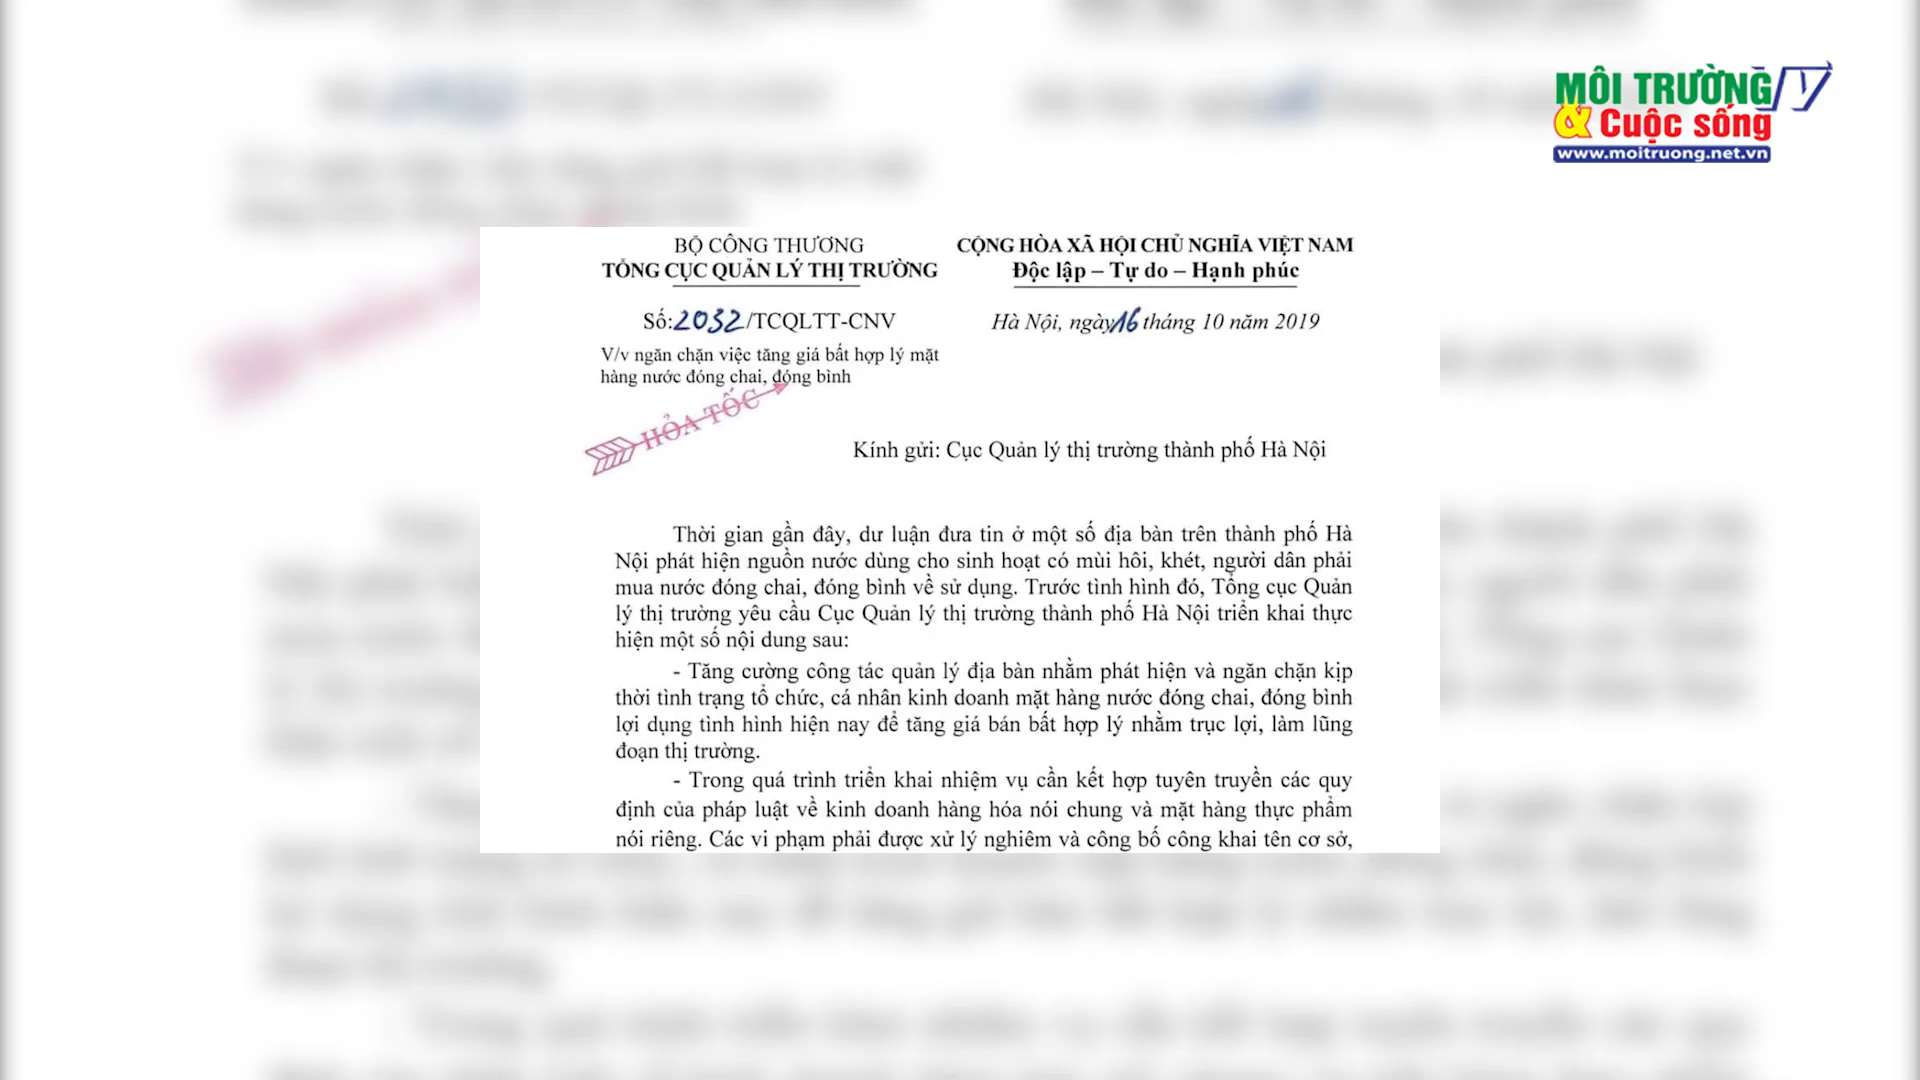 MÔI TRƯỜNG TV
& Cuộc sống
www.moitruong.net.vn
BỘ CÔNG THƯƠNG
TỔNG CỤC QUẢN LÝ THỊ TRƯỜNG
CỘNG HÒA XÃ HỘI CHỦ NGHĨA VIỆT NAM
Độc lập – Tự do – Hạnh phúc
Số:2032/TCQLTT-CNV
Hà Nội, ngày 16 tháng 10 năm 2019
V/v ngăn chặn việc tăng giá bất hợp lý mặt
hàng nước đóng chai, đóng bình
HỎA TỐC
Kính gửi: Cục Quản lý thị trường thành phố Hà Nội
Thời gian gần đây, dư luận đưa tin ở một số địa bàn trên thành phố Hà
Nội phát hiện nguồn nước dùng cho sinh hoạt có mùi hôi, khét, người dân phải
mua nước đóng chai, đóng bình về sử dụng. Trước tình hình đó, Tổng cục Quản
lý thị trường yêu cầu Cục Quản lý thị trường thành phố Hà Nội triển khai thực
hiện một số nội dung sau:
- Tăng cường công tác quản lý địa bàn nhằm phát hiện và ngăn chặn kịp
thời tình trạng tổ chức, cá nhân kinh doanh mặt hàng nước đóng chai, đóng bình
lợi dụng tình hình hiện nay để tăng giá bán bất hợp lý nhằm trục lợi, làm lũng
đoạn thị trường.
- Trong quá trình triển khai nhiệm vụ cần kết hợp tuyên truyền các quy
định của pháp luật về kinh doanh hàng hóa nói chung và mặt hàng thực phẩm
nói riêng. Các vi phạm phải được xử lý nghiêm và công bố công khai tên cơ sở,